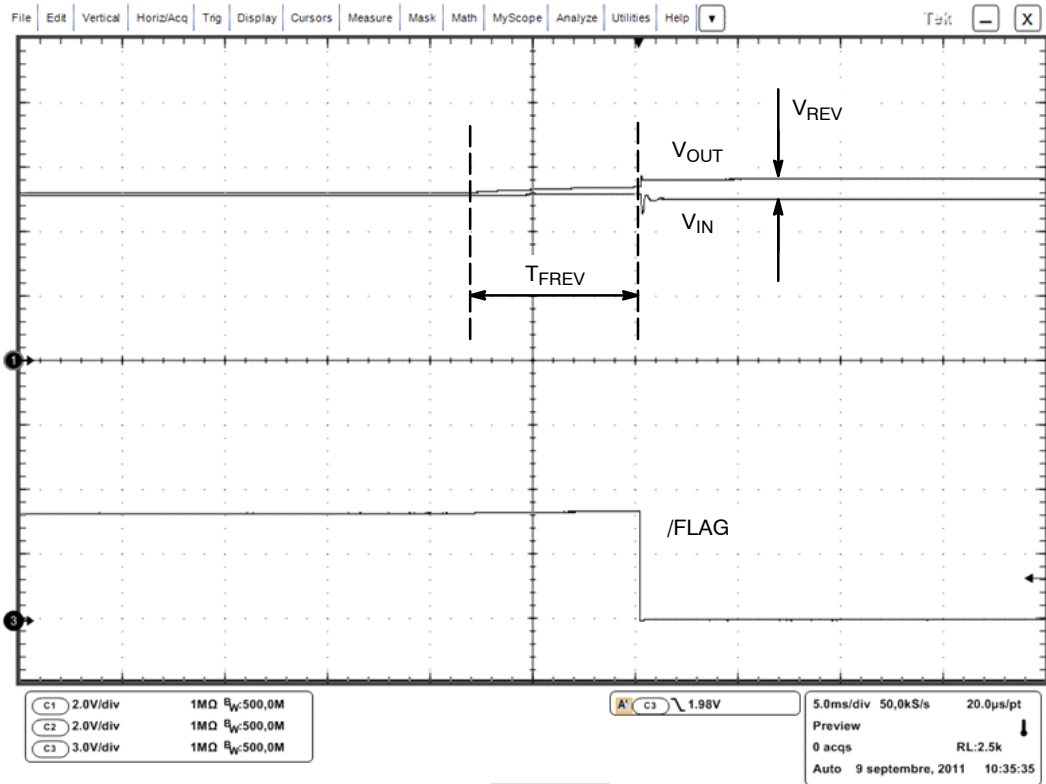 File Edit Vertical Horiz/Acq Trig Display Cursors Measure Mask Math MyScope Analyze Utilities Help Tek X
VREV
VOUT
VIN
TFREV
1
/FLAG
3
C1 2.0V/div 1MΩ BW:500,0M
C2 2.0V/div 1MΩ BW:500,0M
C3 3.0V/div 1MΩ BW:500,0M
A' C3 1.98V
5.0ms/div 50,0kS/s 20.0µs/pt
Preview
0 acqs RL:2.5k
Auto 9 septembre, 2011 10:35:35